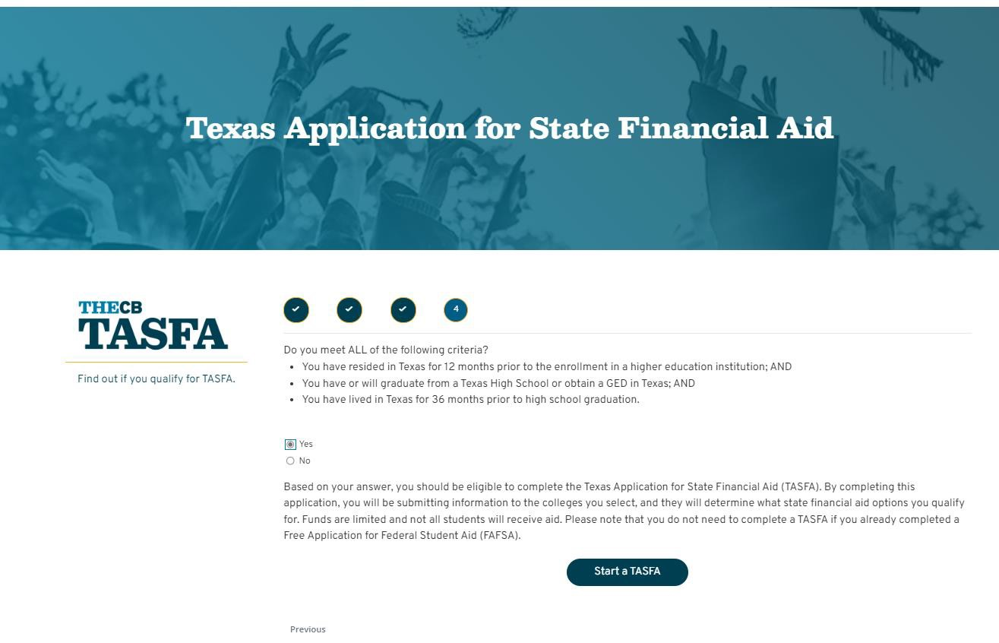 Texas Application for State Financial Aid
THECB
TASFA
Find out if you qualify for TASFA.
4
Do you meet ALL of the following criteria?
• You have resided in Texas for 12 months prior to the enrollment in a higher education institution; AND
• You have or will graduate from a Texas High School or obtain a GED in Texas; AND
• You have lived in Texas for 36 months prior to high school graduation.
Yes
No
Based on your answer, you should be eligible to complete the Texas Application for State Financial Aid (TASFA). By completing this
application, you will be submitting information to the colleges you select, and they will determine what state financial aid options you qualify
for. Funds are limited and not all students will receive aid. Please note that you do not need to complete a TASFA if you already completed a
Free Application for Federal Student Aid (FAFSA).
Start a TASFA
Previous